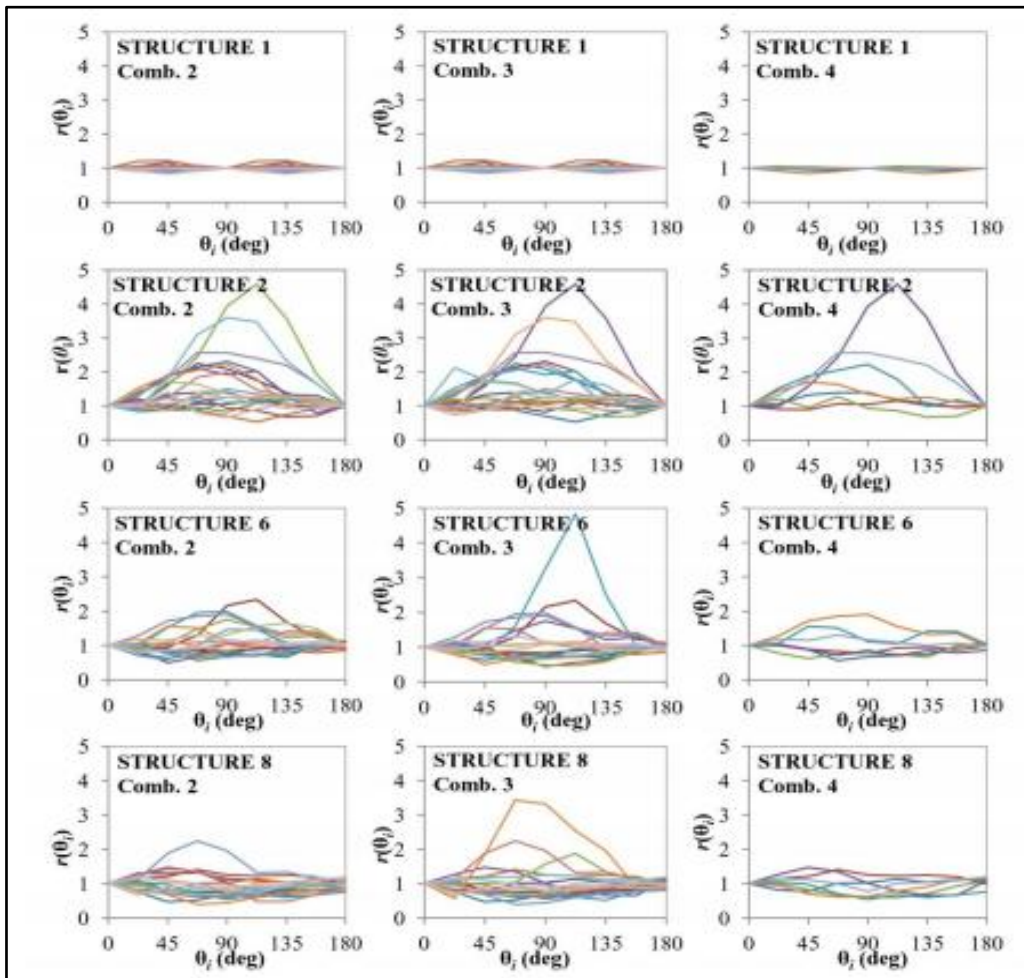 STRUCTURE 1
Comb. 2
r(θi)
5
4
3
2
1
0
0 45 90 135 180
θi (deg)
STRUCTURE 1
Comb. 3
r(θi)
5
4
3
2
1
0
0 45 90 135 180
θi (deg)
STRUCTURE 1
Comb. 4
r(θi)
5
4
3
2
1
0
0 45 90 135 180
θi (deg)
STRUCTURE 2
Comb. 2
r(θi)
5
4
3
2
1
0
0 45 90 135 180
θi (deg)
STRUCTURE 2
Comb. 3
r(θi)
5
4
3
2
1
0
0 45 90 135 180
θi (deg)
STRUCTURE 2
Comb. 4
r(θi)
5
4
3
2
1
0
0 45 90 135 180
θi (deg)
STRUCTURE 6
Comb. 2
r(θi)
5
4
3
2
1
0
0 45 90 135 180
θi (deg)
STRUCTURE 6
Comb. 3
r(θi)
5
4
3
2
1
0
0 45 90 135 180
θi (deg)
STRUCTURE 6
Comb. 4
r(θi)
5
4
3
2
1
0
0 45 90 135 180
θi (deg)
STRUCTURE 8
Comb. 2
r(θi)
5
4
3
2
1
0
0 45 90 135 180
θi (deg)
STRUCTURE 8
Comb. 3
r(θi)
5
4
3
2
1
0
0 45 90 135 180
θi (deg)
STRUCTURE 8
Comb. 4
r(θi)
5
4
3
2
1
0
0 45 90 135 180
θi (deg)